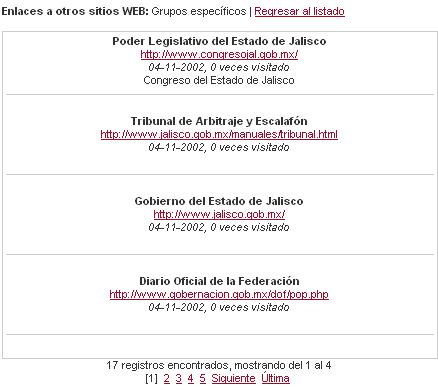 Enlaces a otros sitios WEB: Grupos específicos | Regresar al listado
Poder Legislativo del Estado de Jalisco
http://www.congresojal.gob.mx/
04-11-2002, 0 veces visitado
Congreso del Estado de Jalisco
Tribunal de Arbitraje y Escalafón
http://www.jalisco.gob.mx/manuales/tribunal.html
04-11-2002, 0 veces visitado
Gobierno del Estado de Jalisco
http://www.jalisco.gob.mx/
04-11-2002, 0 veces visitado
Diario Oficial de la Federación
http://www.gobernacion.gob.mx/dof/pop.php
04-11-2002, 0 veces visitado
17 registros encontrados, mostrando del 1 al 4
[1] 2 3 4 5 Siguiente Última